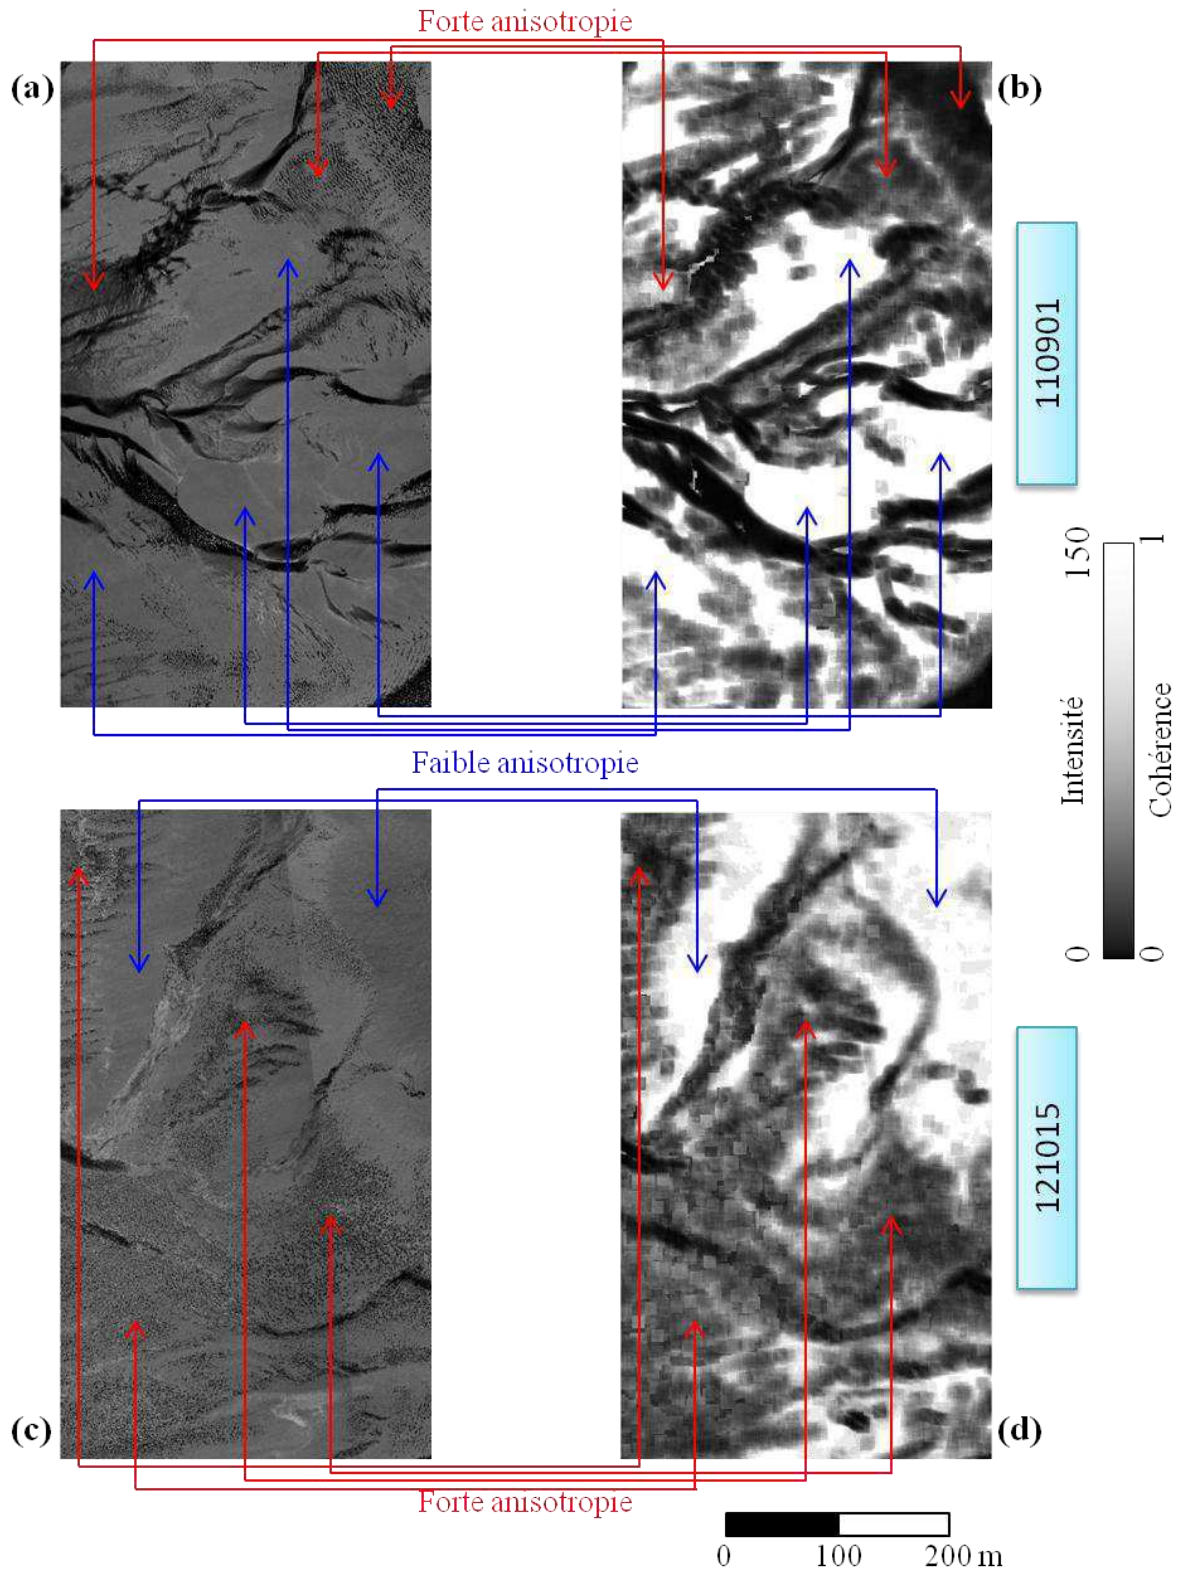 Forte anisotropie
(a)
(b)
110901
Faible anisotropie
150
1
Intensité
Cohérence
0
0
121015
(c)
(d)
Forte anisotropie
0 100 200 m